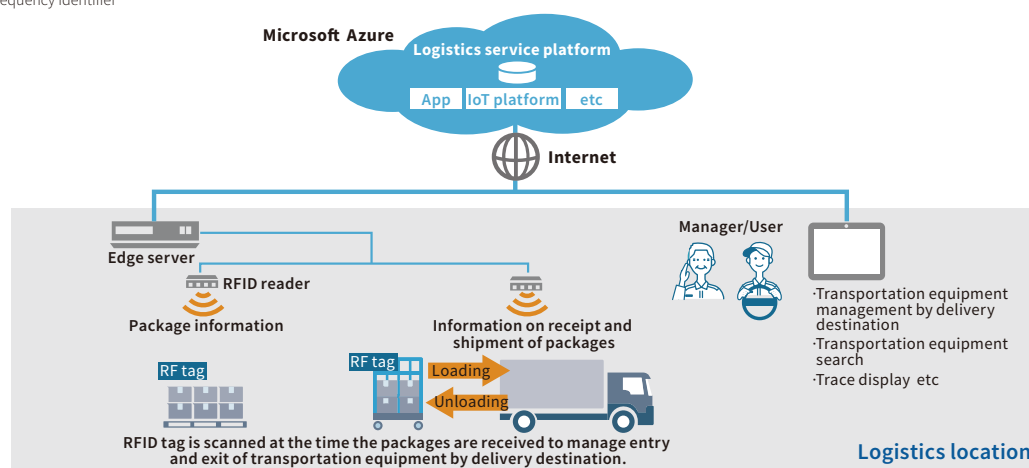 equency identifier
Microsoft Azure
Logistics service platform
App IoT platform etc
Internet
Edge server
RFID reader
Package information
Information on receipt and
shipment of packages
RF tag
RF tag
Loading
Unloading
RFID tag is scanned at the time the packages are received to manage entry
and exit of transportation equipment by delivery destination.
Manager/User
·Transportation equipment
management by delivery
destination
·Transportation equipment
search
·Trace display etc
Logistics location